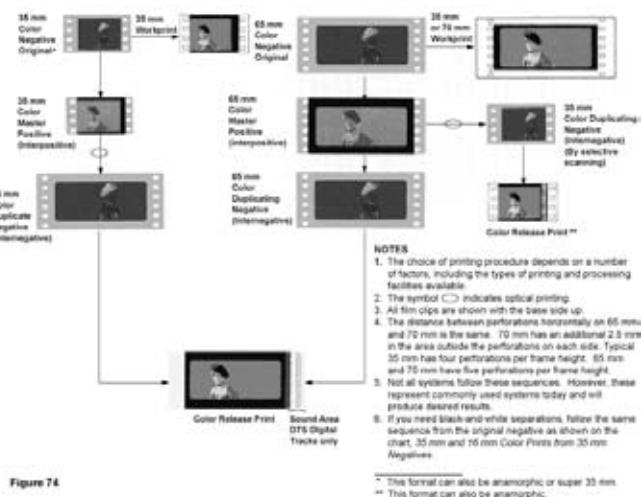 35 mm
Color
Negative
Original*
35 mm
Workprint
65 mm
Color
Negative
Original
35 mm
or 70 mm
Workprint
35 mm
Color
Master
Positive
(Interpositive)
65 mm
Color
Master
Positive
(Interpositive)
35 mm
Color Duplicating
Negative
(Internegative)
(By selective
scanning)
mm
65 mm
Color
Duplicating
Negative
(Internegative)
Color Release Print **
NOTES
1. The choice of printing procedure depends on a number
of factors, including the types of printing and processing
facilities available.
2. The symbol indicates optical printing.
3. All film clips are shown with the base side up.
4. The distance between perforations horizontally on 65 mm
and 70 mm is the same. 70 mm has an additional 2.5 mm
in the area outside the perforations on each side. Typical
35 mm has four perforations per frame height. 65 mm
and 70 mm have five perforations per frame height.
5. Not all systems follow these sequences. However, these
represent commonly used systems today and will
produce desired results.
6. If you need black-and-white separations, follow the same
sequence from the original negative as shown on the
chart, 35 mm and 16 mm Color Prints from 35 mm
Negatives.
Color Release Print
Sound Area
DTS Digital
Tracks only
Figure 74
* This format can also be anamorphic or super 35 mm.
** This format can also be anamorphic.